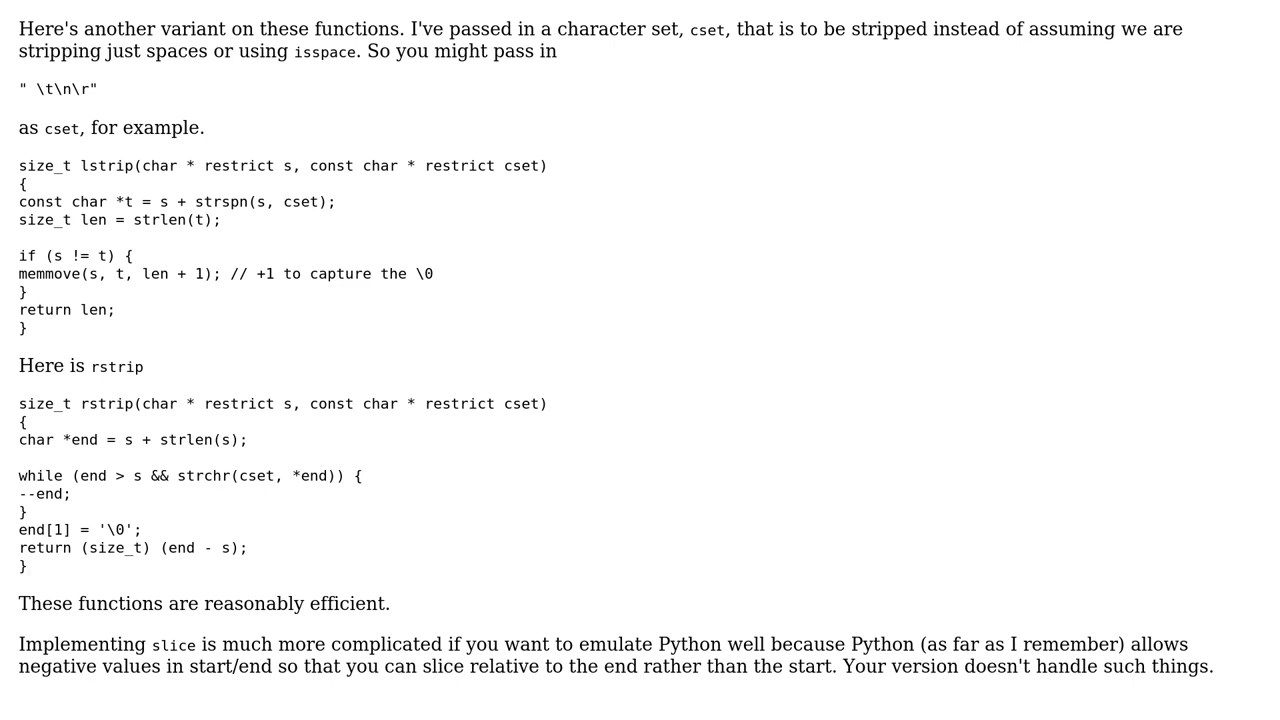 Here's another variant on these functions. I've passed in a character set, cset, that is to be stripped instead of assuming we are
stripping just spaces or using isspace. So you might pass in
" \t\n\r"
as cset, for example.
size_t lstrip(char * restrict s, const char * restrict cset)
{
const char *t = s + strspn(s, cset);
size_t len = strlen(t);
if (s != t) {
memmove(s, t, len + 1); // +1 to capture the \0
}
return len;
}
Here is rstrip
size_t rstrip(char * restrict s, const char * restrict cset)
{
char *end = s + strlen(s);
while (end > s && strchr(cset, *end)) {
--end;
}
end[1] = '\0';
return (size_t) (end - s);
}
These functions are reasonably efficient.
Implementing slice is much more complicated if you want to emulate Python well because Python (as far as I remember) allows
negative values in start/end so that you can slice relative to the end rather than the start. Your version doesn't handle such things.